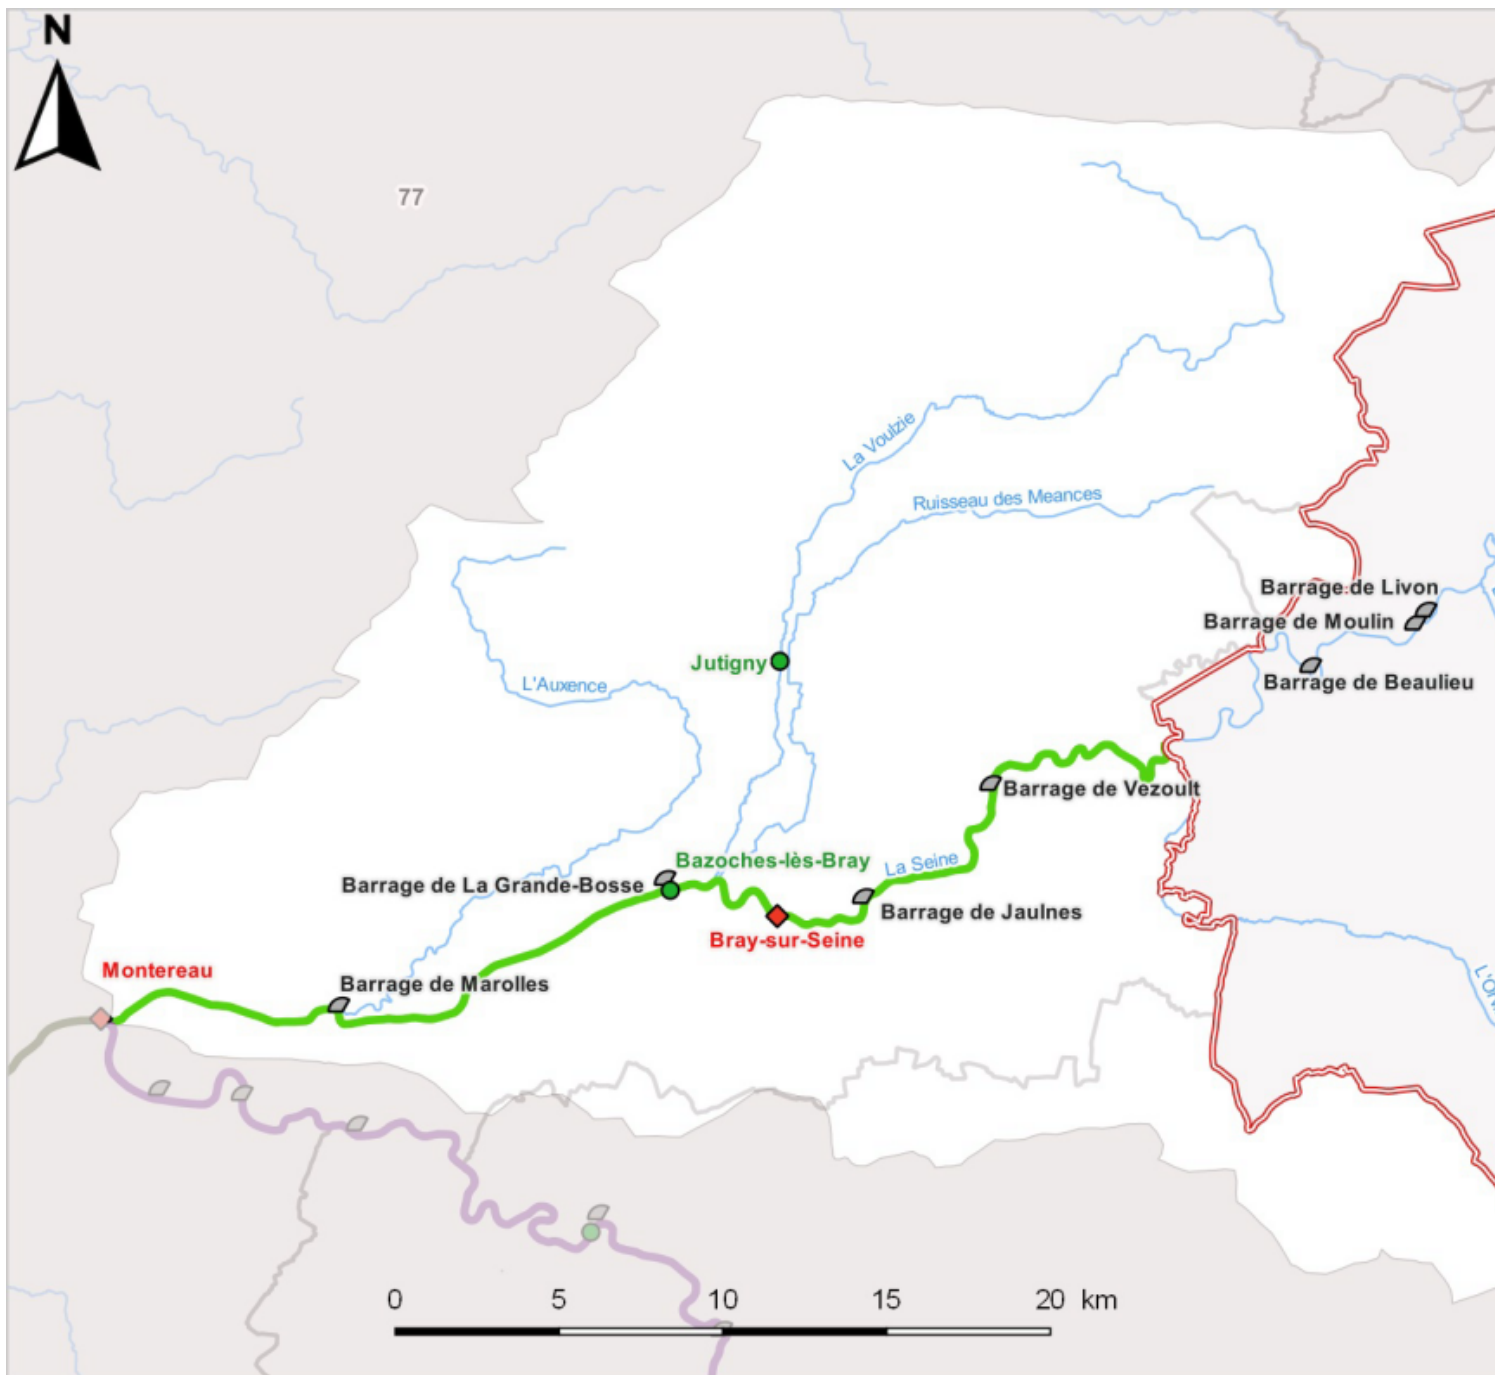 N
77
La Voulzie
Ruisseau des Meances
Barrage de Livon
Barrage de Moulin
Jutigny
L'Auxence
Barrage de Beaulieu
Barrage de Vezoult
Bazoches-lès-Bray
La Seine
Barrage de La Grande-Bosse
Barrage de Jaulnes
Bray-sur-Seine
Montereau
Barrage de Marolles
0 5 10 15 20 km